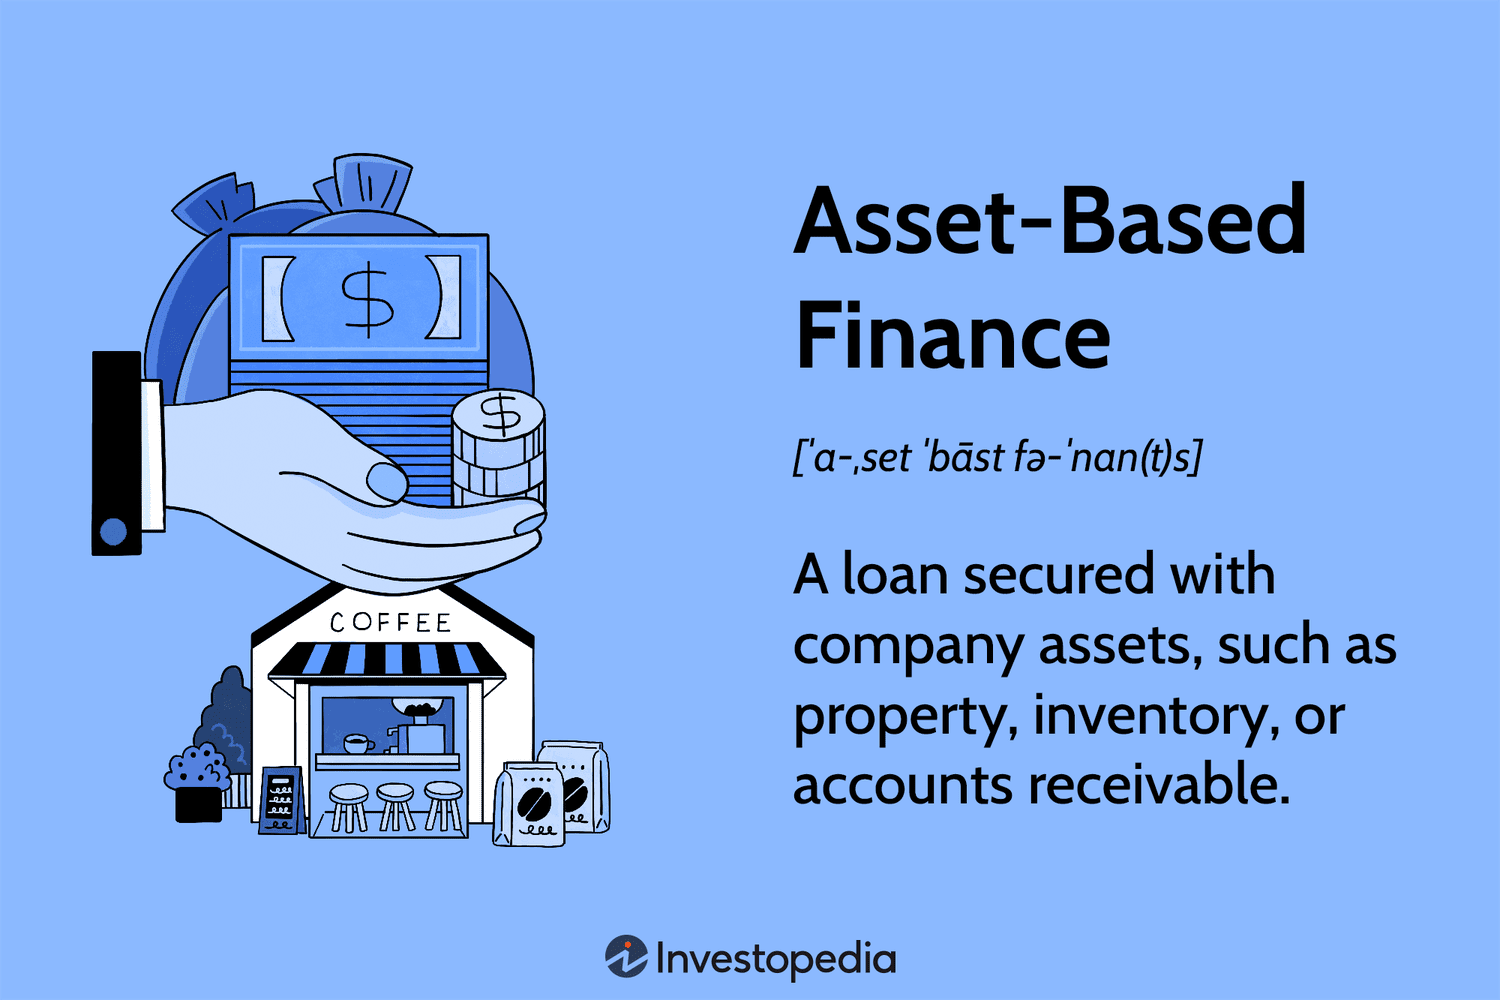 Asset-Based
Finance
[ˈa-ˌset ˈbāst fə-ˈnan(t)s]
A loan secured with
company assets, such as
property, inventory, or
accounts receivable.
$
$
COFFEE
Investopedia